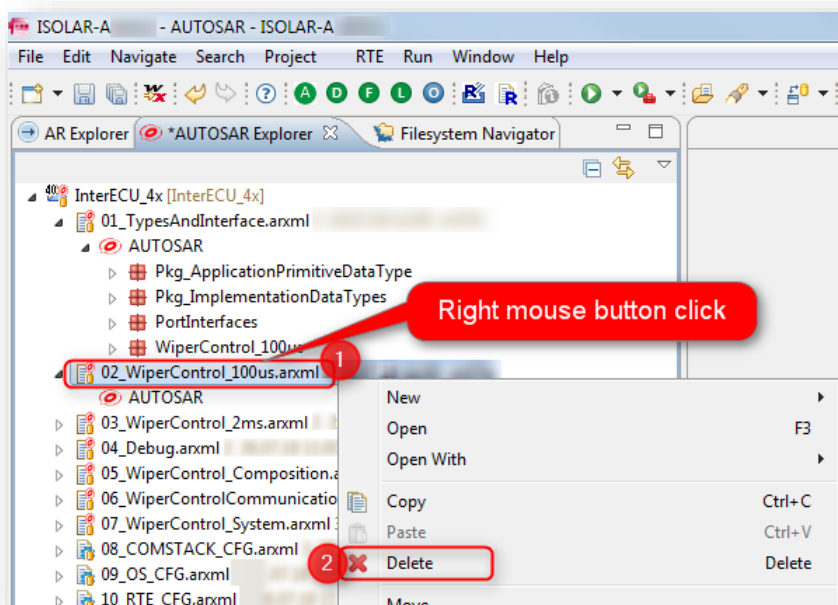 ISOLAR-A - AUTOSAR - ISOLAR-A
File Edit Navigate Search Project RTE Run Window Help
AR Explorer *AUTOSAR Explorer Filesystem Navigator
InterECU_4x [InterECU_4x]
01_TypesAndInterface.arxml
AUTOSAR
Pkg_ApplicationPrimitiveDataType
Pkg_ImplementationDataTypes
PortInterfaces
WiperControl_100us
Right mouse button click
1
02_WiperControl_100us.arxml
AUTOSAR
03_WiperControl_2ms.arxml
04_Debug.arxml
05_WiperControl_Composition.a
06_WiperControlCommunicatio
07_WiperControl_System.arxml
08_COMSTACK_CFG.arxml
09_OS_CFG.arxml
10_RTE_CFG.arxml
New
Open F3
Open With
Copy Ctrl+C
Paste Ctrl+V
2
Delete Delete
Move